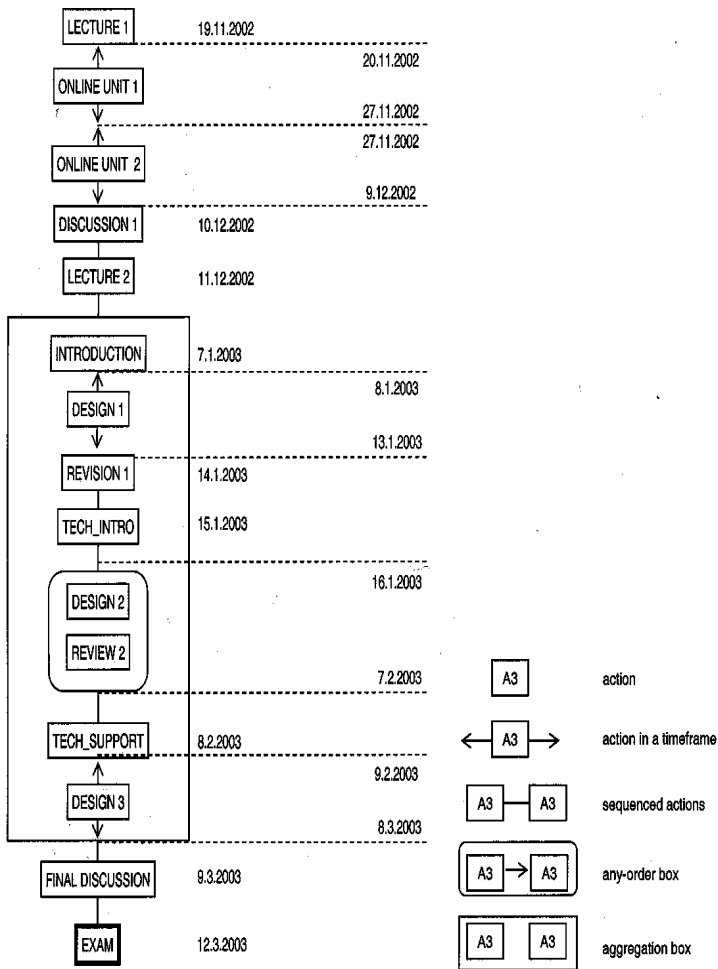 LECTURE 1 19.11.2002
20.11.2002
ONLINE UNIT 1
27.11.2002
27.11.2002
ONLINE UNIT 2
9.12.2002
DISCUSSION 1 10.12.2002
LECTURE 2 11.12.2002
INTRODUCTION 7.1.2003
8.1.2003
DESIGN 1
13.1.2003
REVISION 1 14.1.2003
TECH_INTRO 15.1.2003
16.1.2003
DESIGN 2
REVIEW 2
7.2.2003
TECH_SUPPORT 8.2.2003
9.2.2003
DESIGN 3
8.3.2003
FINAL DISCUSSION 9.3.2003
EXAM 12.3.2003
A3 action
A3 action in a timeframe
A3 A3 sequenced actions
A3 A3 any-order box
A3 A3 aggregation box